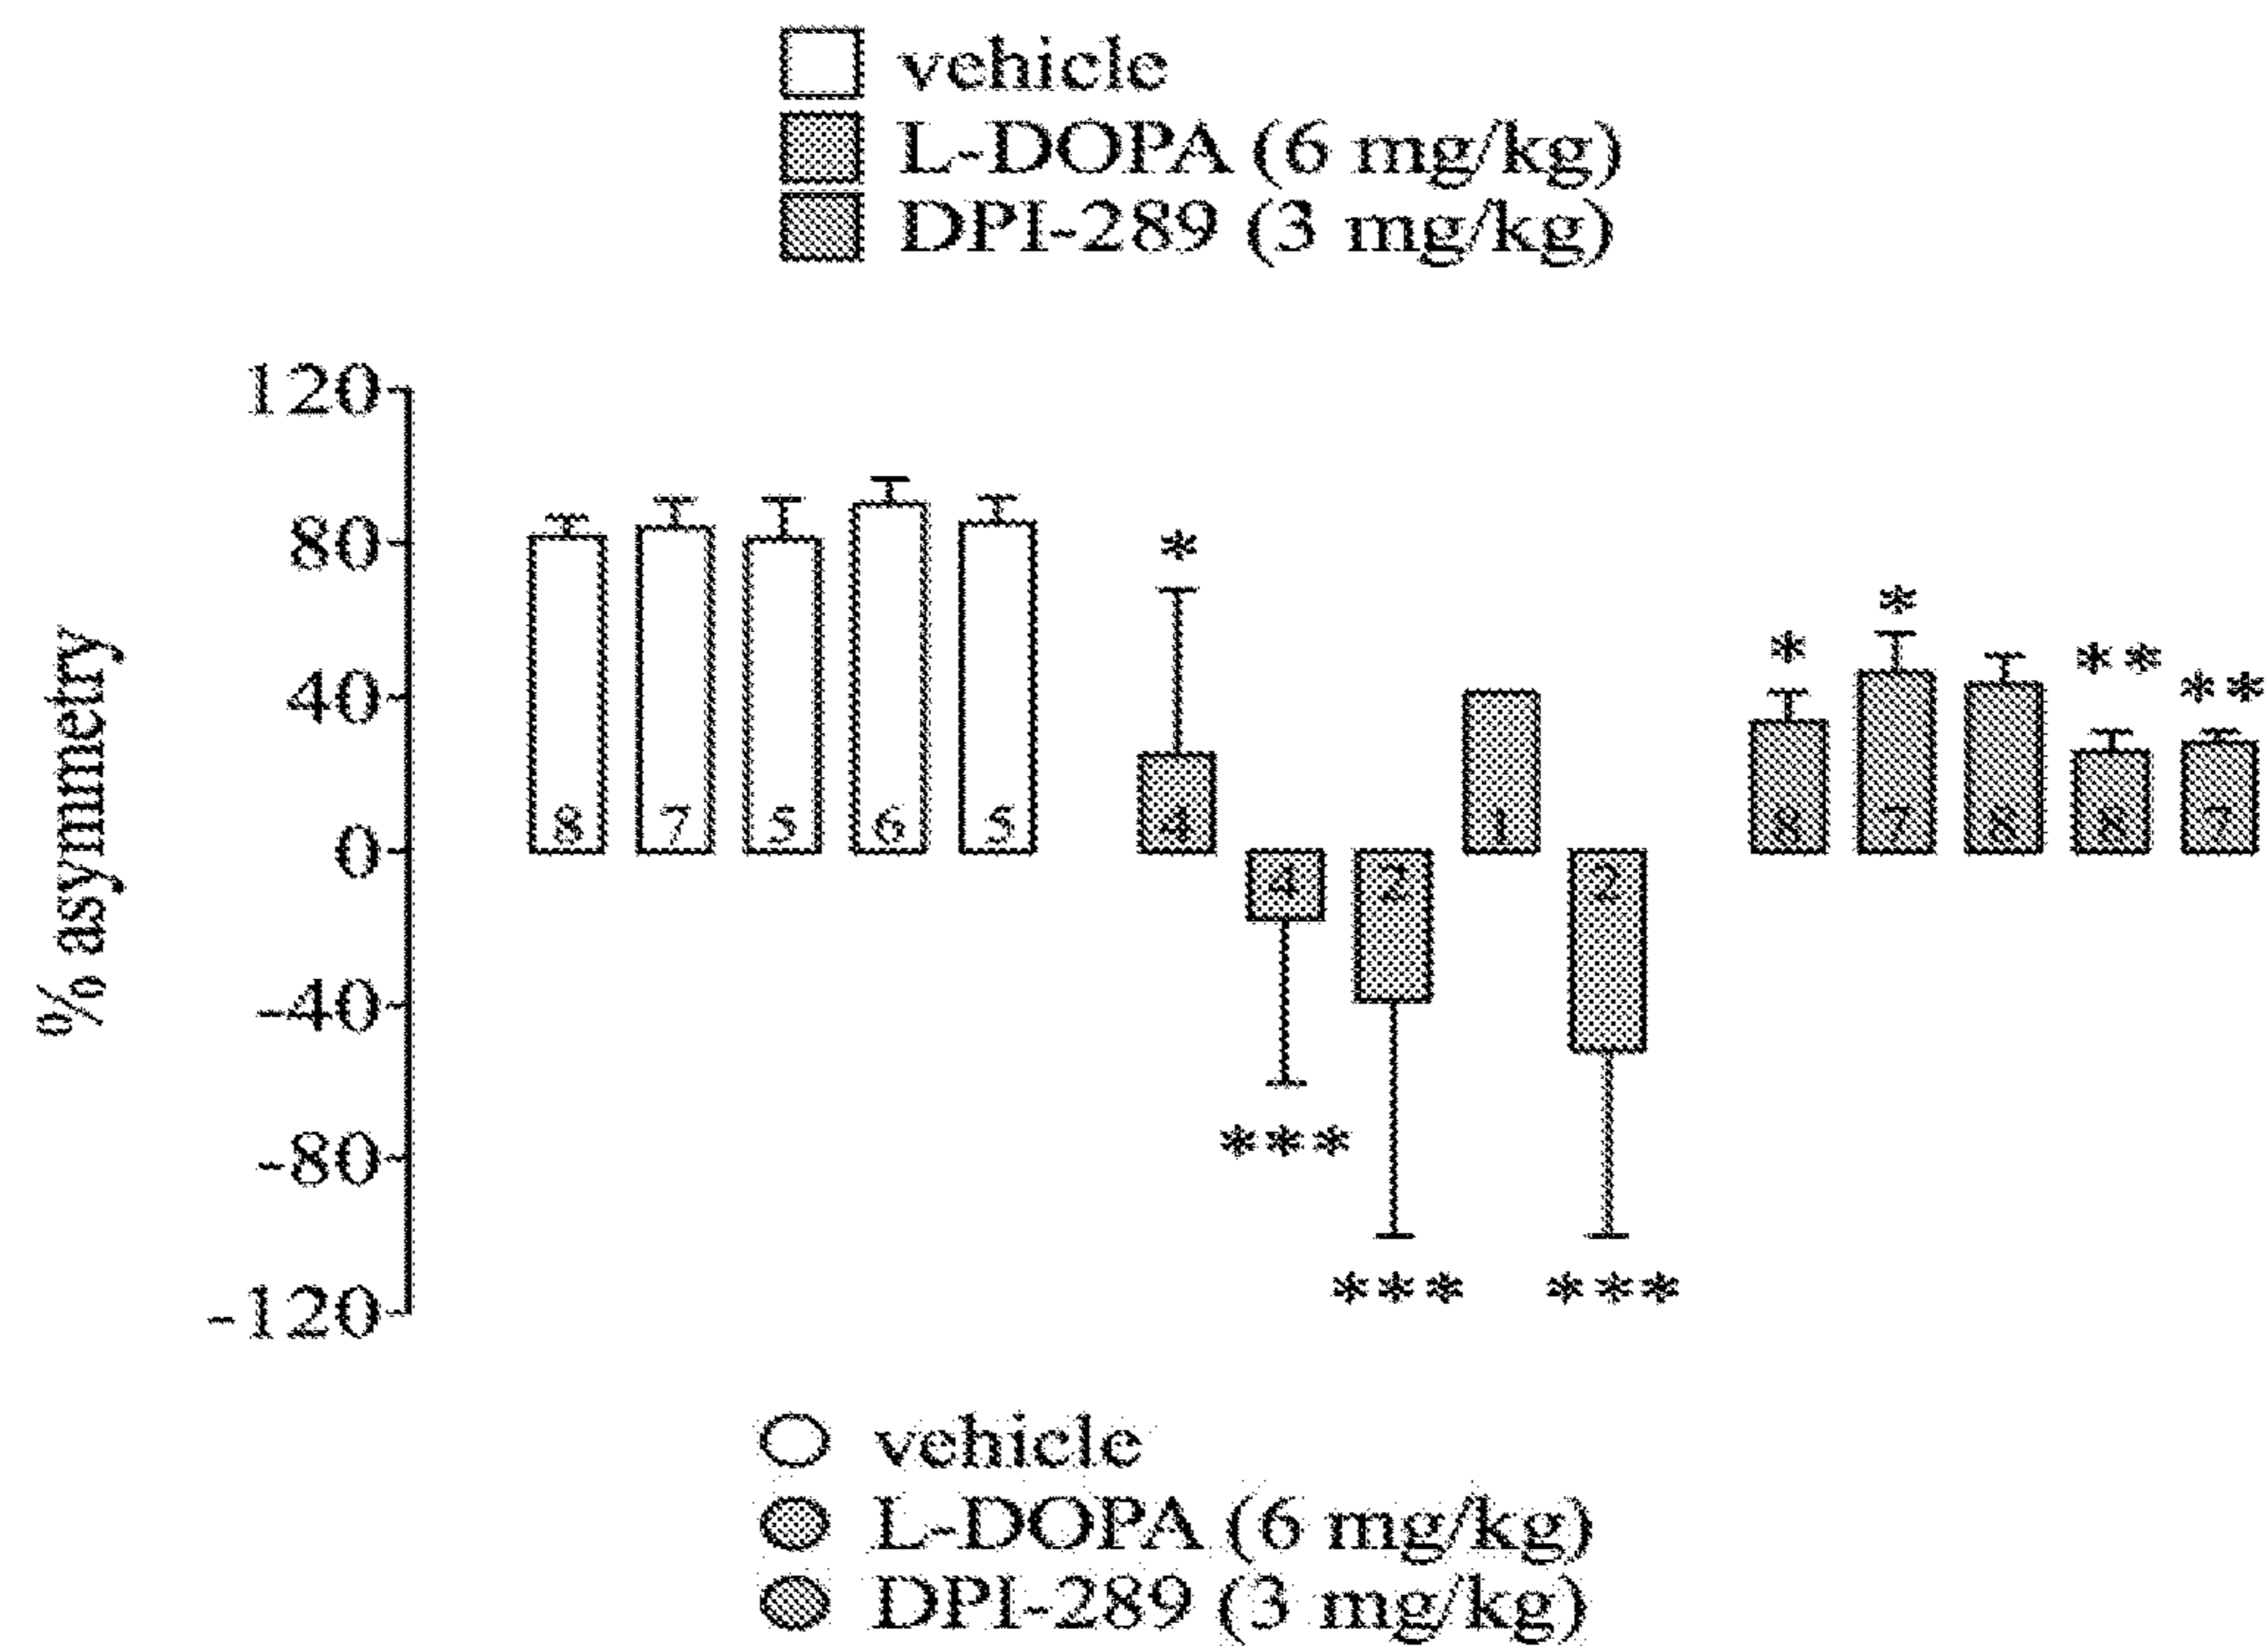 vehicle
L-DOPA (6 mg/kg)
DPI-289 (3 mg/kg)
120
80
40
0
-40
-80
-120
% asymmetry
* * * ** **
8 7 5 6 5 4 1 8 7 7
4 2 2
***
*** ***
vehicle
L-DOPA (6 mg/kg)
DPI-289 (3 mg/kg)